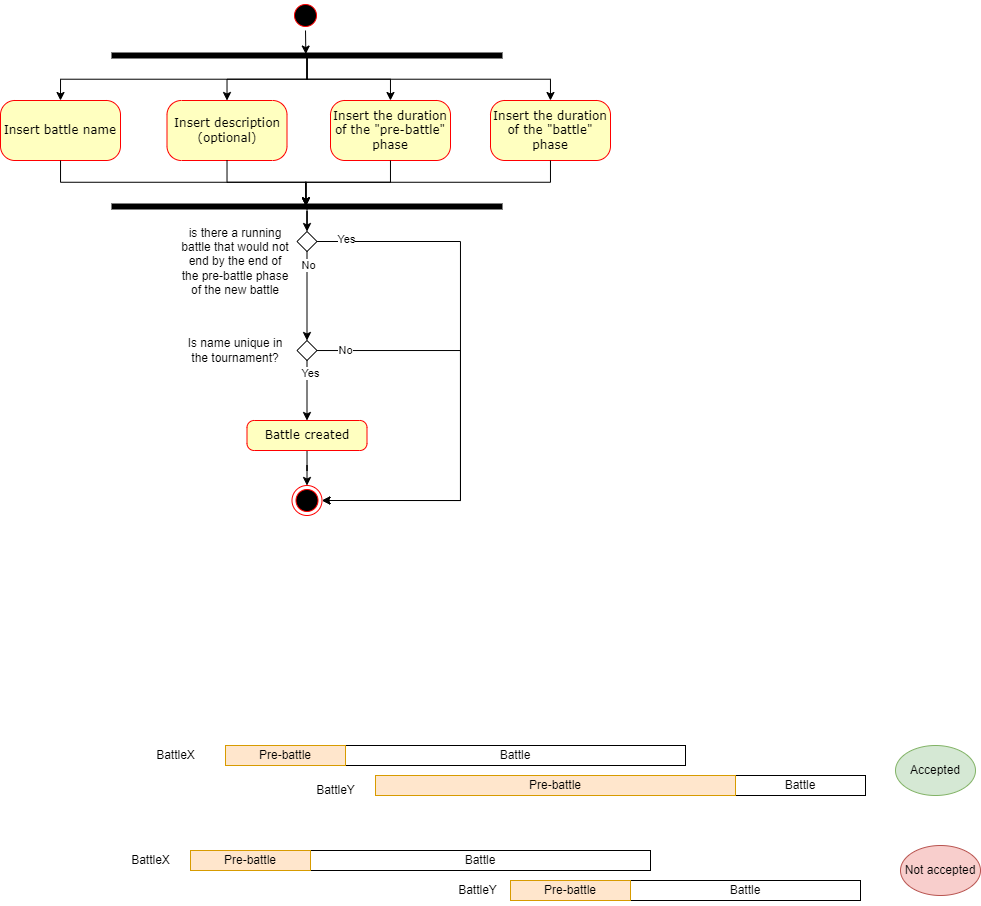 Insert battle name
Insert description
(optional)
Insert the duration
of the "pre-battle"
phase
Insert the duration
of the "battle"
phase
is there a running
battle that would not
end by the end of
the pre-battle phase
of the new battle
Yes
No
Is name unique in
the tournament?
No
Yes
Battle created
BattleX
Pre-battle
Battle
BattleY
Pre-battle
Battle
Accepted
BattleX
Pre-battle
Battle
BattleY
Pre-battle
Battle
Not accepted